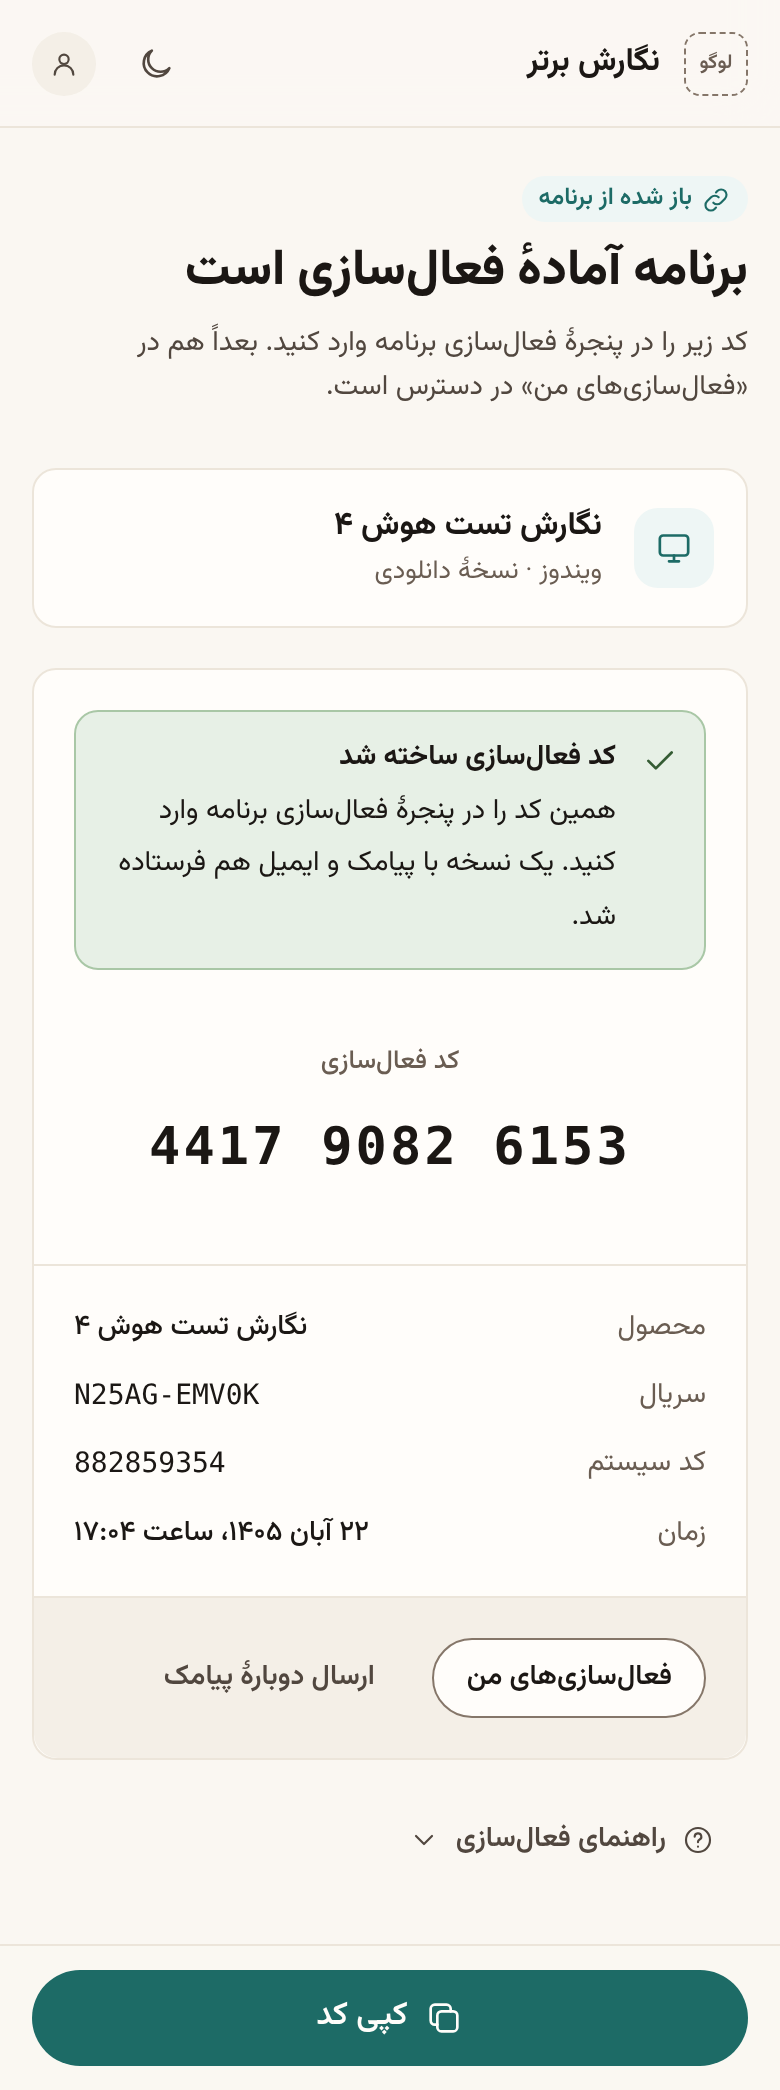 لوگو
نگارش برتر
باز شده از برنامه
برنامه آمادهٔ فعال‌سازی است
کد زیر را در پنجرهٔ فعال‌سازی برنامه وارد کنید. بعداً هم در
«فعال‌سازی‌های من» در دسترس است.
نگارش تست هوش ۴
ویندوز · نسخهٔ دانلودی
کد فعال‌سازی ساخته شد
همین کد را در پنجرهٔ فعال‌سازی برنامه وارد
کنید. یک نسخه با پیامک و ایمیل هم فرستاده
شد.
کد فعال‌سازی
4417 9082 6153
محصول نگارش تست هوش ۴
سریال N25AG-EMV0K
کد سیستم 882859354
زمان ۲۲ آبان ۱۴۰۵، ساعت ۱۷:۰۴
فعال‌سازی‌های من
ارسال دوبارهٔ پیامک
راهنمای فعال‌سازی
کپی کد